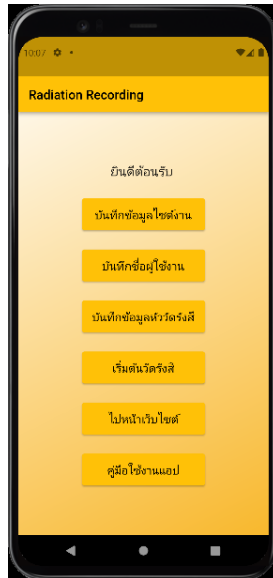 10:07
Radiation Recording
ยินดีต้อนรับ
บันทึกข้อมูลไซต์งาน
บันทึกชื่อผู้ใช้งาน
บันทึกข้อมูลหัววัดรังสี
เริ่มต้นวัดรังสี
ไปหน้าเว็บไซต์
คู่มือใช้งานแอป